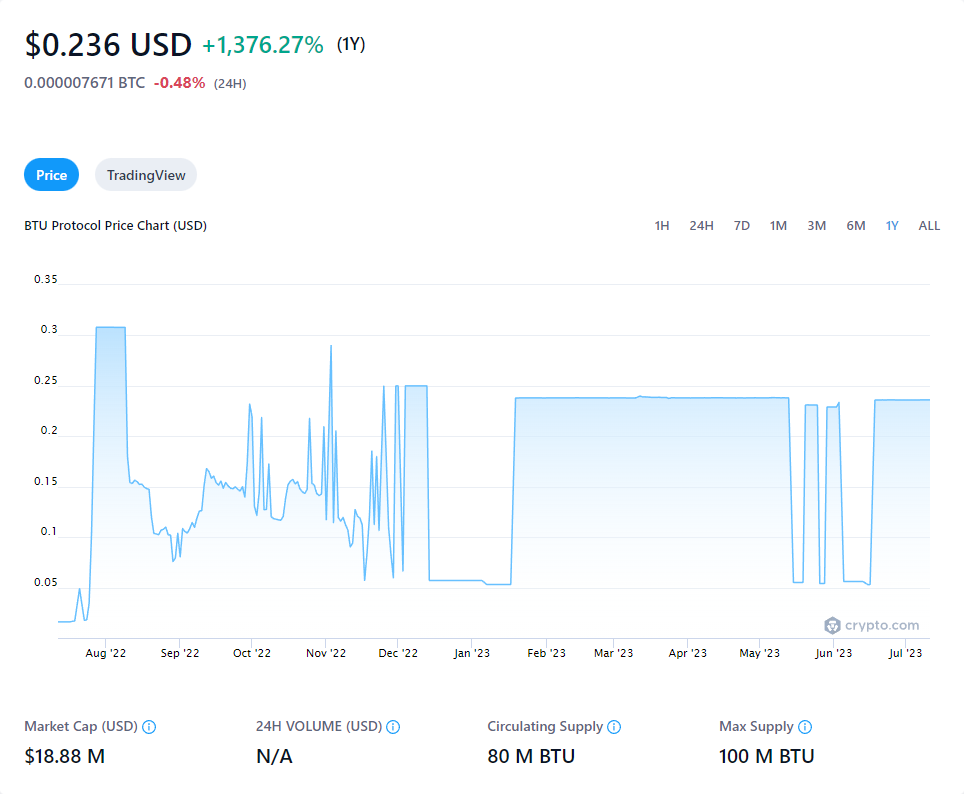 $0.236 USD +1,376.27% (1Y)
0.000007671 BTC -0.48% (24H)
Price TradingView
BTU Protocol Price Chart (USD) 1H 24H 7D 1M 3M 6M 1Y ALL
0.35
0.3
0.25
0.2
0.15
0.1
0.05
crypto.com
Aug '22 Sep '22 Oct '22 Nov '22 Dec '22 Jan '23 Feb '23 Mar '23 Apr '23 May '23 Jun '23 Jul '23
Market Cap (USD) 24H VOLUME (USD) Circulating Supply Max Supply
$18.88 M N/A 80 M BTU 100 M BTU